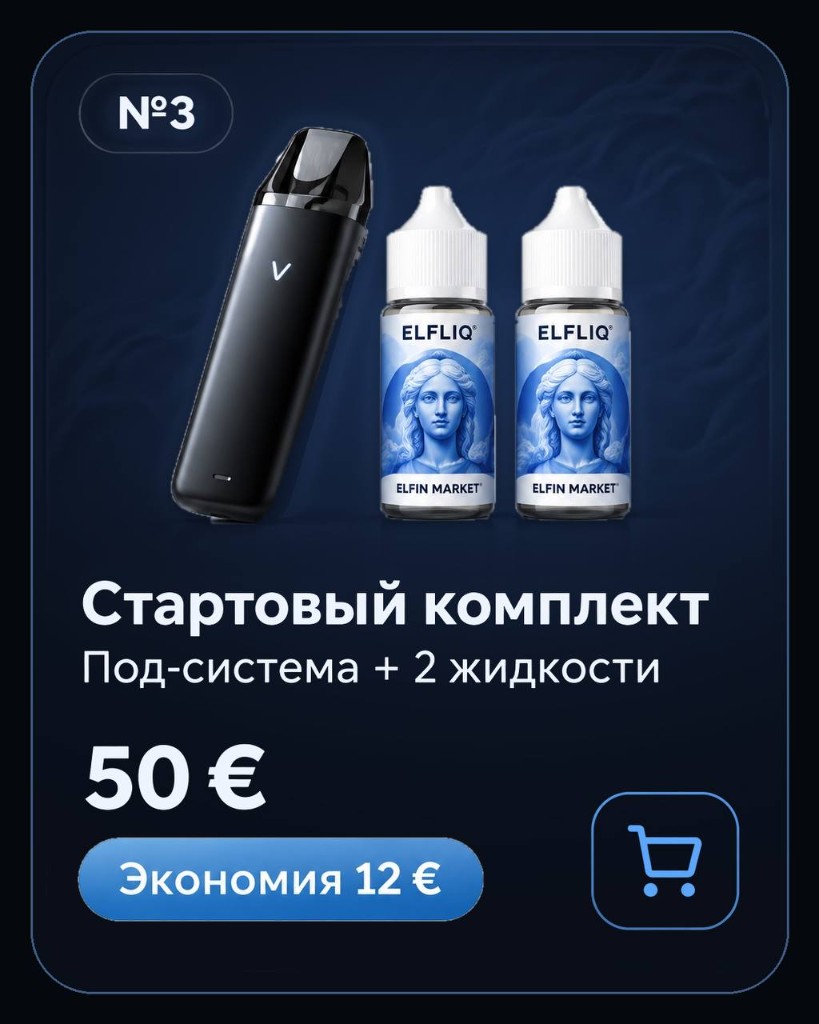 №3
V
ELFLIQ®
ELFIN MARKET®
ELFLIQ®
ELFIN MARKET®
Стартовый комплект
Под-система + 2 жидкости
50 €
Экономия 12 €